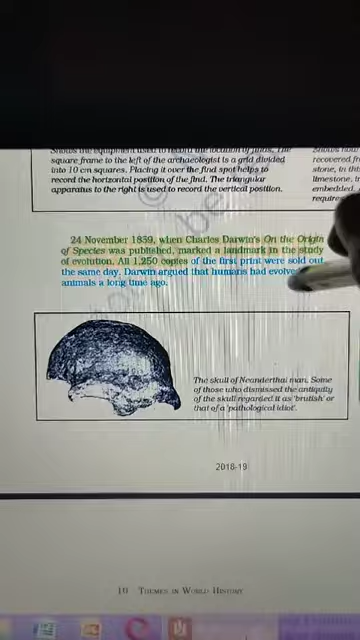 Shows the equipment used to record the location of finds. The
square frame to the left of the archaeologist is a grid divided
into 10 cm squares. Placing it over the find spot helps to
record the horizontal position of the find. The triangular
apparatus to the right is used to record the vertical position.
Shows how
recovered fr
stone, in this
limestone, i
embedded.
require
24 November 1859, when Charles Darwin's On the Origin
of Species was published, marked a landmark in the study
of evolution. All 1,250 copies of the first print were sold out
the same day. Darwin argued that humans had evolve
animals a long time ago.
The skull of Neanderthal man. Some
of those who dismissed the antiquity
of the skull regarded it as 'brutish' or
that of a 'pathological idiot'.
2018-19
10 THEMES IN WORLD HISTORY